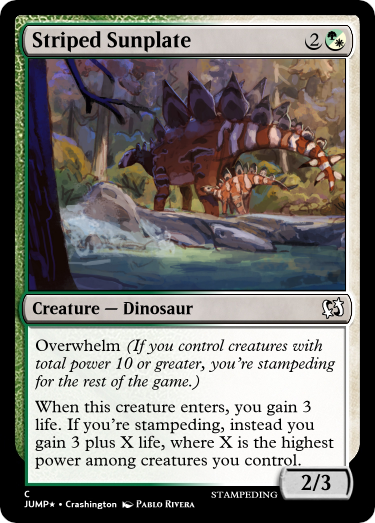 Striped Sunplate 2
Creature — Dinosaur
Overwhelm (If you control creatures with
total power 10 or greater, you're stampeding
for the rest of the game.)
When this creature enters, you gain 3
life. If you're stampeding, instead you
gain 3 plus X life, where X is the highest
power among creatures you control.
2/3
C STAMPEDING
JUMP★ • Crashington Pablo Rivera